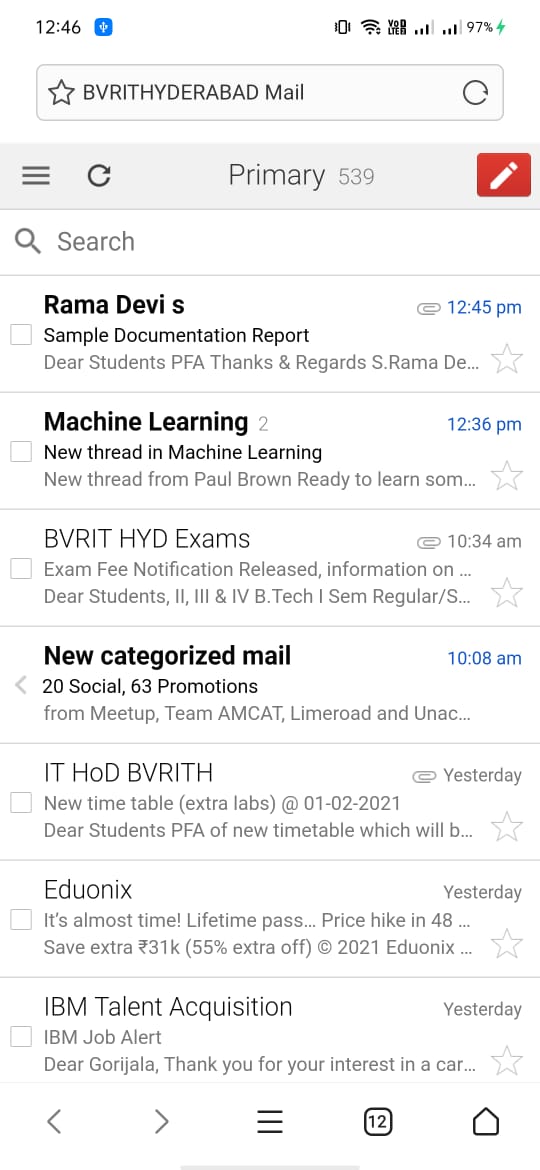 12:46
VoD
LTED
97%
BVRITHYDERABAD Mail
Primary 539
Search
Rama Devi s 12:45 pm
Sample Documentation Report
Dear Students PFA Thanks & Regards S.Rama De...
Machine Learning 2 12:36 pm
New thread in Machine Learning
New thread from Paul Brown Ready to learn som...
BVRIT HYD Exams 10:34 am
Exam Fee Notification Released, information on ...
Dear Students, II, III & IV B.Tech I Sem Regular/S...
New categorized mail 10:08 am
20 Social, 63 Promotions
from Meetup, Team AMCAT, Limeroad and Unac...
IT HoD BVRITH Yesterday
New time table (extra labs) @ 01-02-2021
Dear Students PFA of new timetable which will b...
Eduonix Yesterday
It's almost time! Lifetime pass... Price hike in 48 ...
Save extra ₹31k (55% extra off) © 2021 Eduonix ...
IBM Talent Acquisition Yesterday
IBM Job Alert
Dear Gorijala, Thank you for your interest in a car...
12